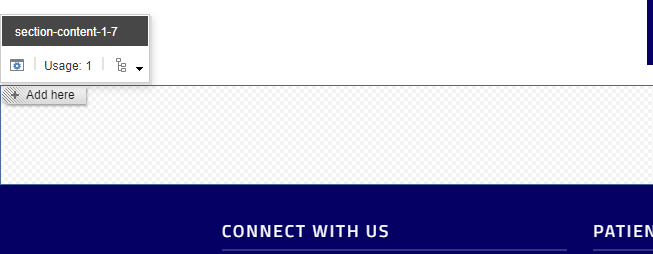 section-content-1-7
Usage: 1
+ Add here
CONNECT WITH US
PATIEN